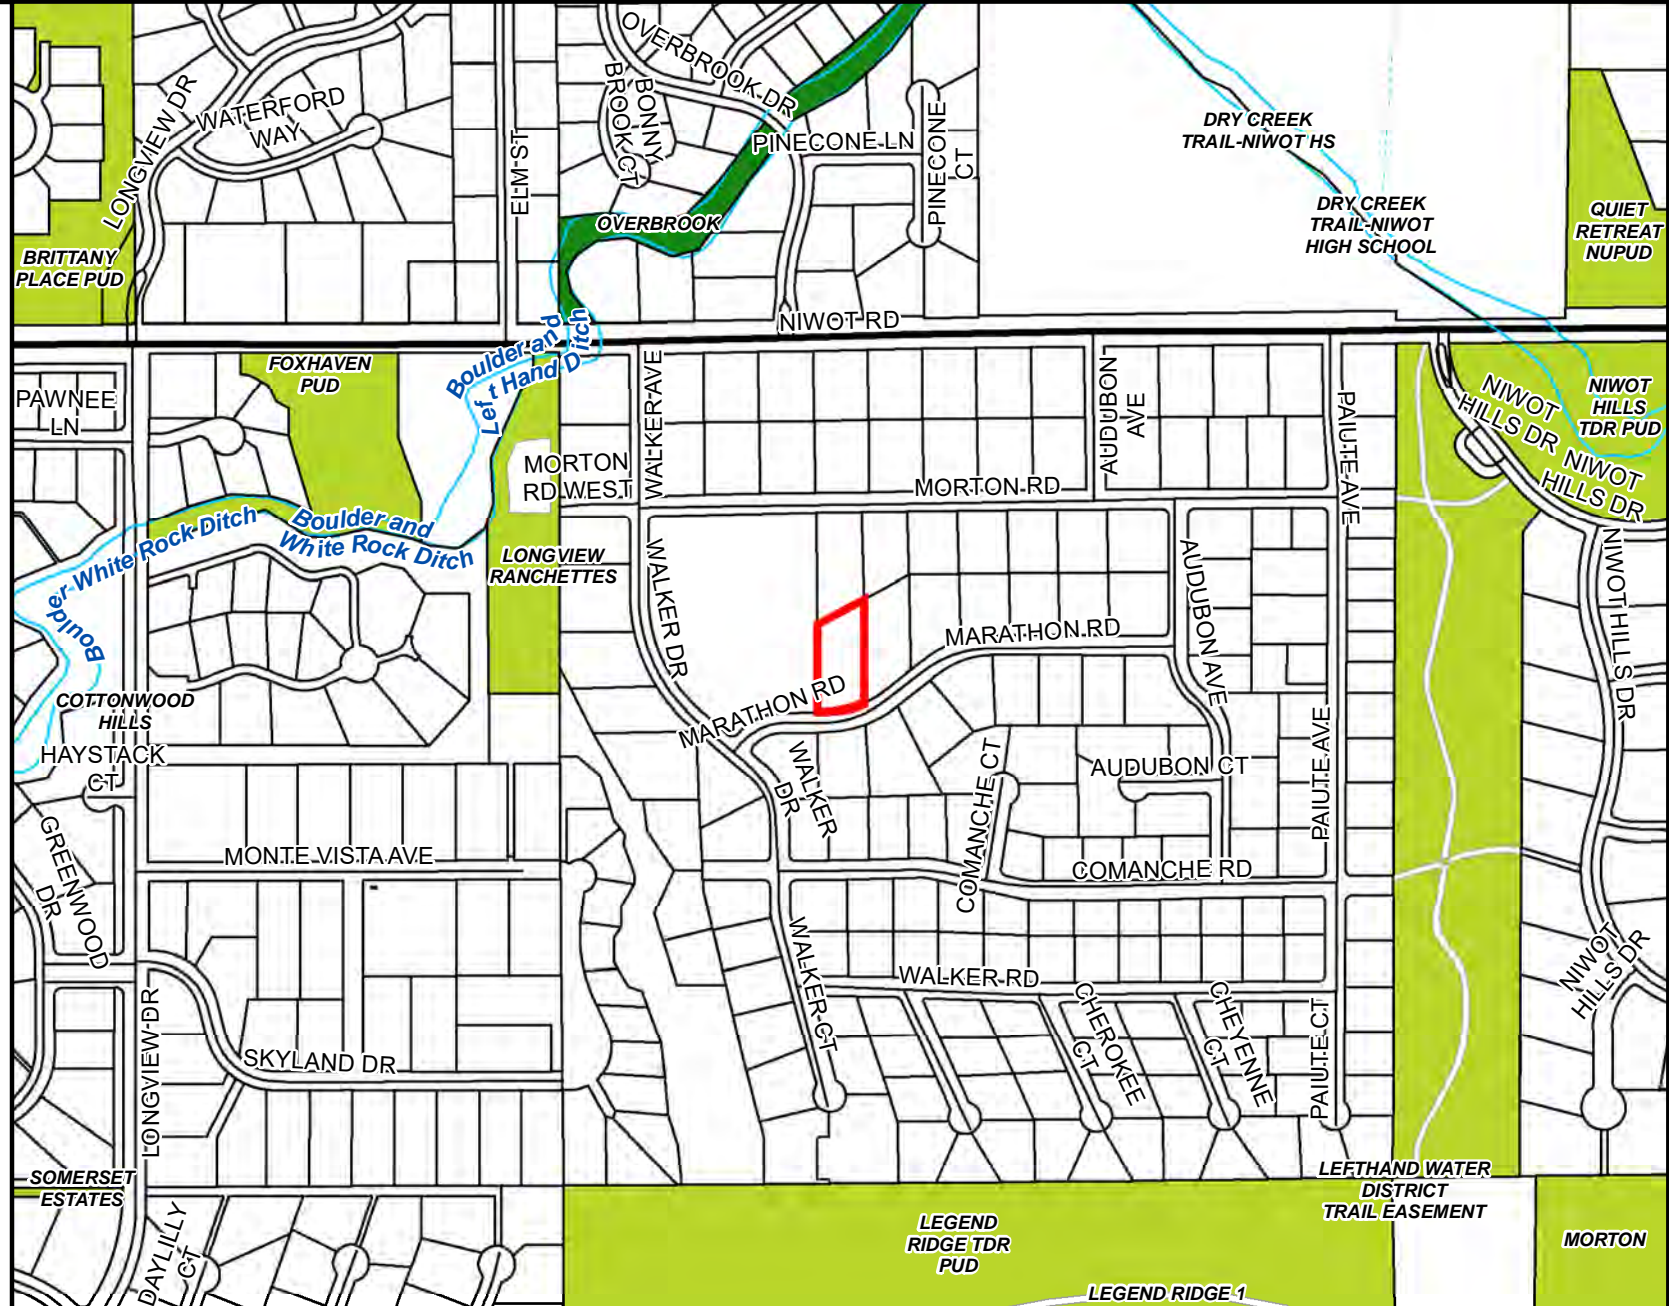 OVERBROOK DR
LONGVIEW DR
WATERFORD
WAY
ELM ST
BONNY
BROOK CT
PINECONE LN
PINECONE
CT
DRY CREEK
TRAIL-NIWOT HS
DRY CREEK
TRAIL-NIWOT
HIGH SCHOOL
QUIET
RETREAT
NUPUD
OVERBROOK
BRITTANY
PLACE PUD
NIWOT RD
Boulder and
Left Hand Ditch
FOXHAVEN
PUD
PAWNEE
LN
WALKER AVE
AUDUBON
AVE
PAIUTE AVE
NIWOT
HILLS DR
NIWOT
HILLS
TDR PUD
NIWOT
HILLS DR
MORTON
RD WEST
MORTON RD
Boulder White Rock Ditch
Boulder and
White Rock Ditch
LONGVIEW
RANCHETTES
WALKER DR
AUDUBON AVE
NIWOT HILLS DR
MARATHON RD
MARATHON RD
COTTONWOOD
HILLS
HAYSTACK
CT
WALKER
DR
COMANCHE CT
AUDUBON CT
PAIUTE AVE
GREENWOOD
DR
MONTE VISTA AVE
COMANCHE RD
WALKER CT
WALKER RD
NIWOT
HILLS DR
LONGVIEW DR
SKYLAND DR
CHEROKEE
CT
CHEYENNE
CT
PAIUTE CT
SOMERSET
ESTATES
DAYLILLY
CT
LEFTHAND WATER
DISTRICT
TRAIL EASEMENT
LEGEND
RIDGE TDR
PUD
MORTON
LEGEND RIDGE 1